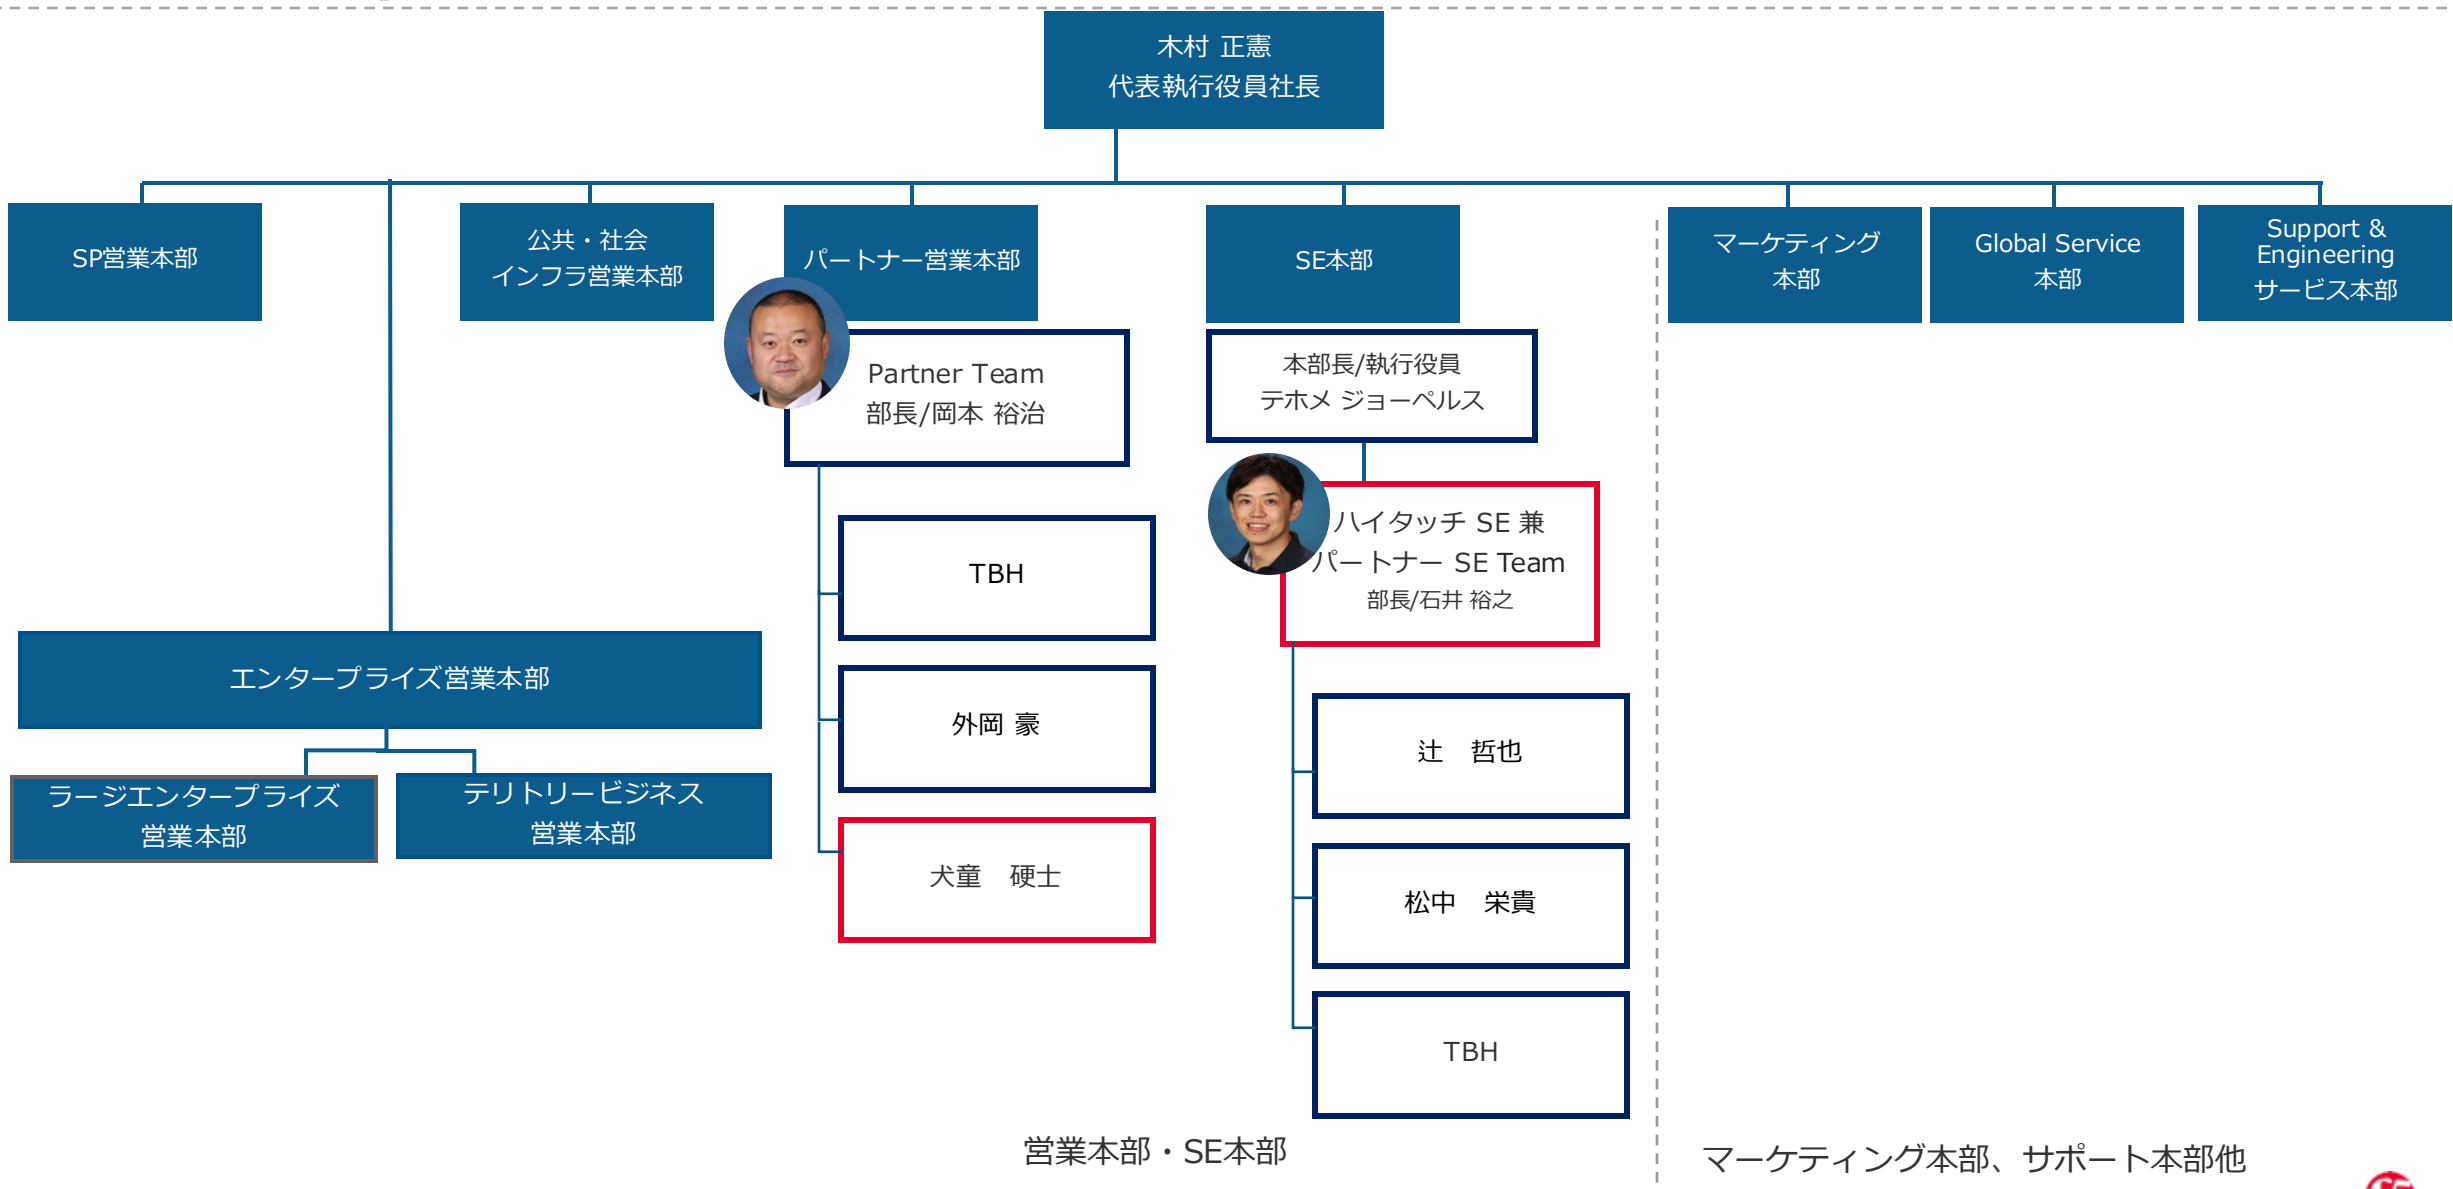 木村 正憲
代表執行役員社長
SP営業本部
公共・社会
インフラ営業本部
パートナー営業本部
SE本部
マーケティング
本部
Global Service
本部
Support &
Engineering
サービス本部
Partner Team
部長/岡本 裕治
本部長/執行役員
テホメ ジョーペルス
ハイタッチ SE 兼
パートナー SE Team
部長/石井 裕之
TBH
外岡 豪
犬童　硬士
辻　哲也
松中　栄貴
TBH
エンタープライズ営業本部
ラージエンタープライズ
営業本部
テリトリービジネス
営業本部
営業本部・SE本部
マーケティング本部、サポート本部他